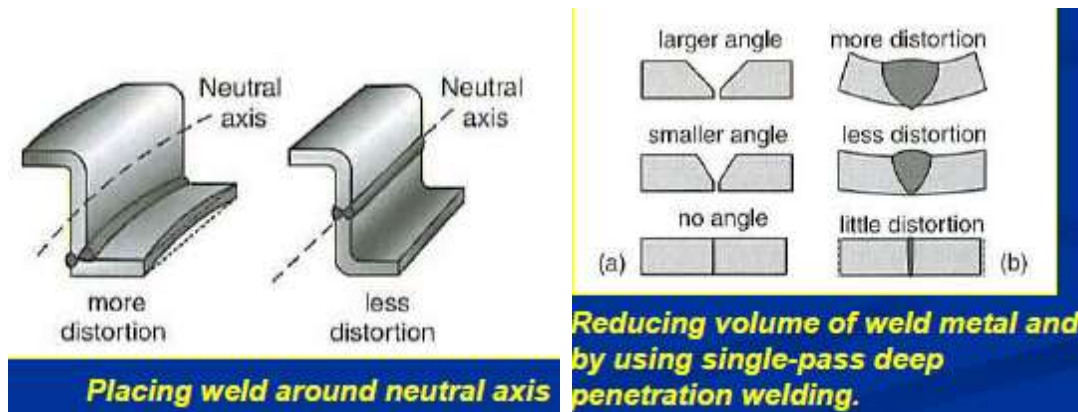 Neutral
axis
Neutral
axis
more
distortion
less
distortion
Placing weld around neutral axis
larger angle
more distortion
smaller angle
less distortion
no angle
little distortion
(a)
(b)
Reducing volume of weld metal and
by using single-pass deep
penetration welding.